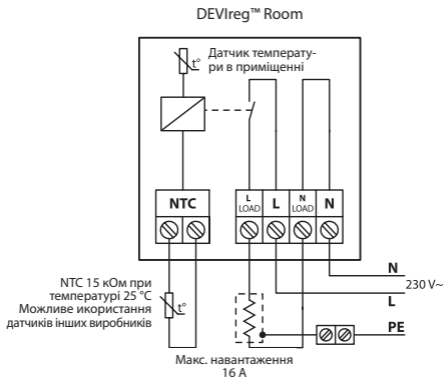 DEVIreg™ Room
Датчик температу-
ри в приміщенні
t°
NTC
L
LOAD
L
N
LOAD
N
NTC 15 кОм при
температурі 25 °C
Можливе икористання
датчиків інших виробників
t°
N
230 V~
L
PE
Макс. навантаження
16 A